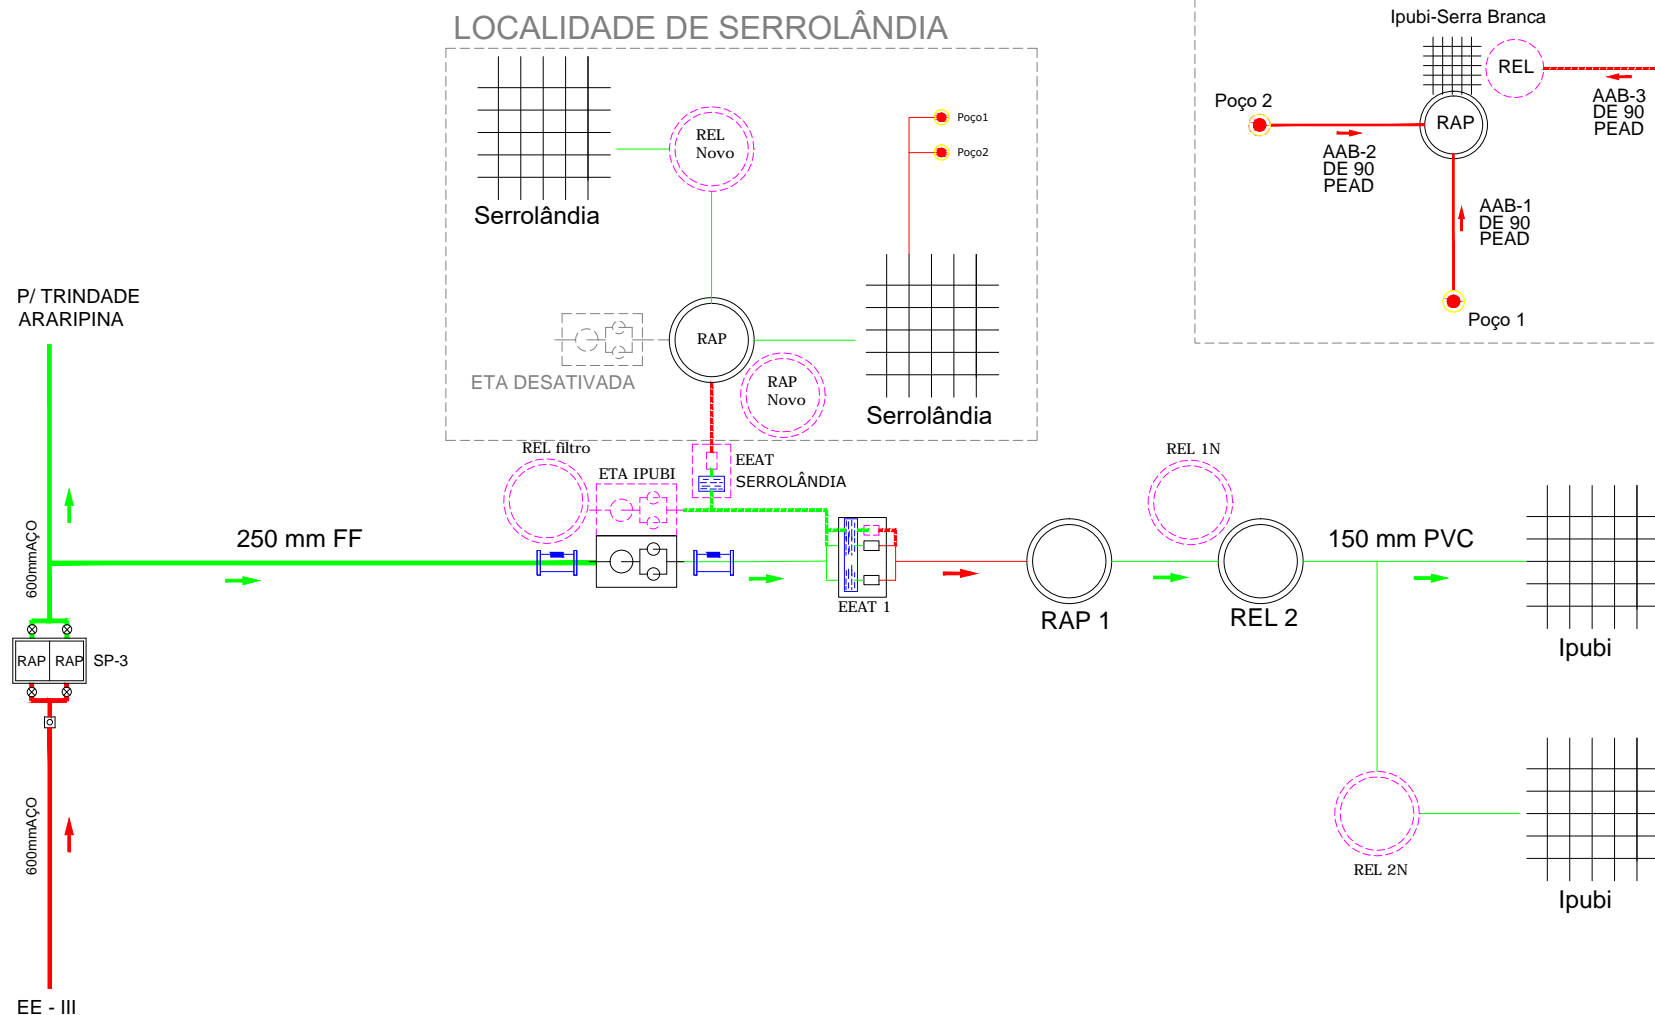 LOCALIDADE DE SERROLÂNDIA
Ipubi-Serra Branca
REL
AAB-3
DE 90
PEAD
Poço 2
RAP
AAB-2
DE 90
PEAD
AAB-1
DE 90
PEAD
Poço 1
REL
Novo
Poço1
Poço2
Serrolândia
P/ TRINDADE
ARARIPINA
RAP
ETA DESATIVADA
RAP
Novo
Serrolândia
REL filtro
ETA IPUBI
EEAT
SERROLÂNDIA
REL 1N
600mmAÇO
250 mm FF
150 mm PVC
EEAT 1
RAP 1
REL 2
Ipubi
RAP
RAP
SP-3
600mmAÇO
REL 2N
Ipubi
EE - III